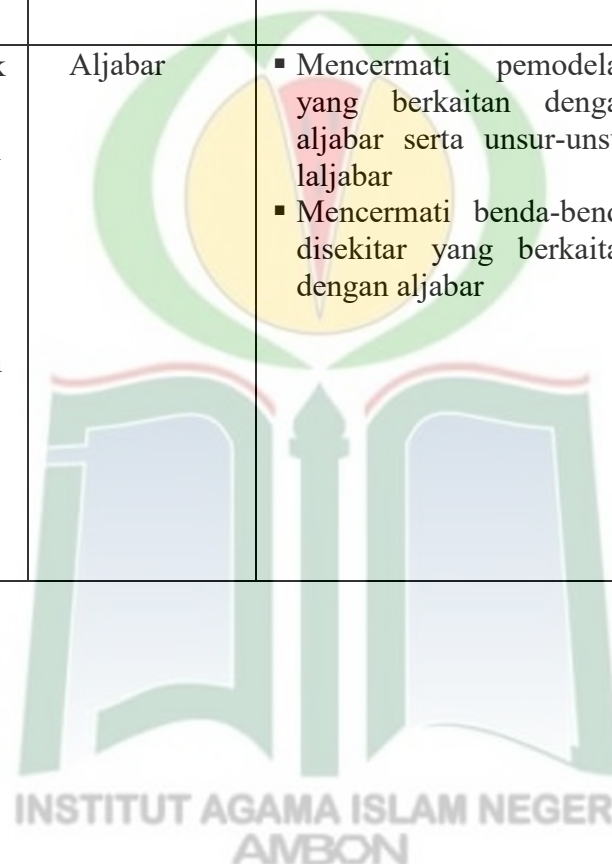 k Aljabar ▪ Mencermati pemodela
yang berkaitan denga
aljabar serta unsur-unsu
laljabar
▪ Mencermati benda-bend
disekitar yang berkaita
dengan aljabar
INSTITUT AGAMA ISLAM NEGER
AMBON